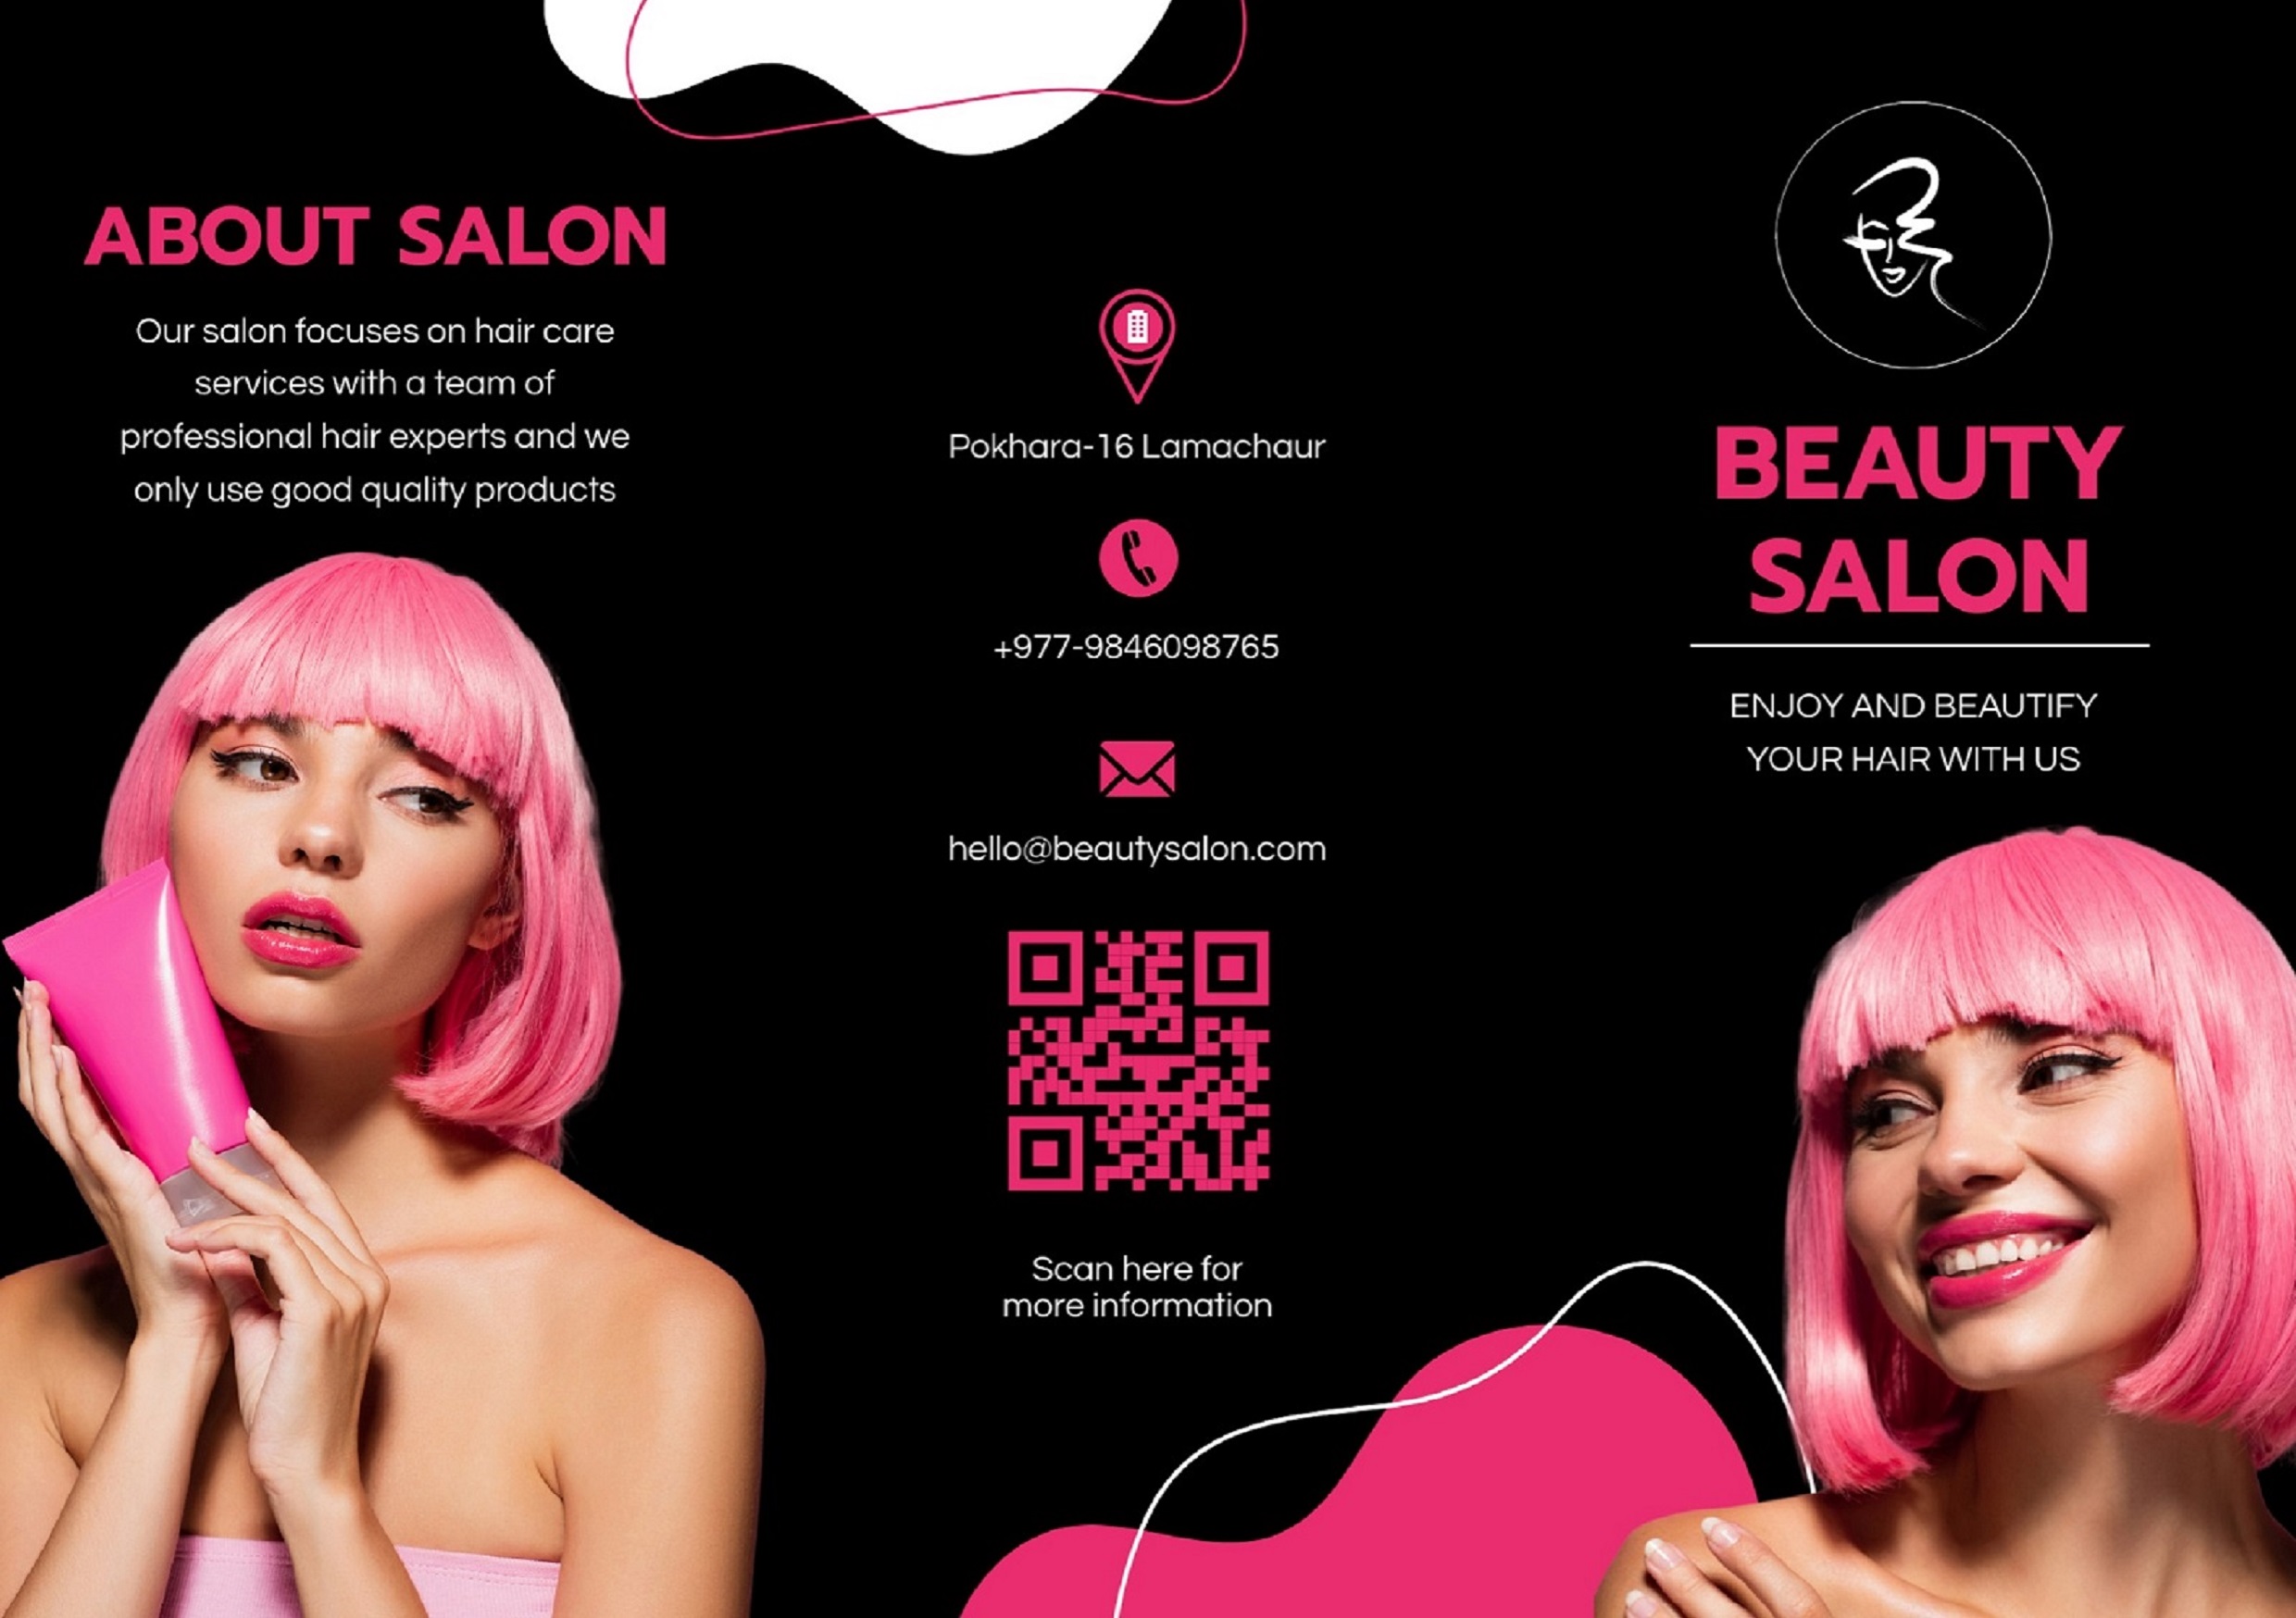 ABOUT SALON
Our salon focuses on hair care
services with a team of
professional hair experts and we
only use good quality products
Pokhara-16 Lamachaur
+977-9846098765
hello@beautysalon.com
Scan here for
more information
BEAUTY
SALON
ENJOY AND BEAUTIFY
YOUR HAIR WITH US